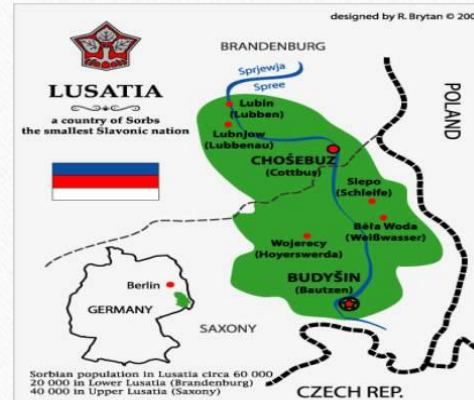 designed by R. Brytan © 200
BRANDENBURG
Sprjewja
Spree
LUSATIA
a country of Sorbs
the smallest Slavonic nation
Lubin
(Lubben)
Lubnjow
(Lubbenau)
CHOŠEBUZ
(Cottbus)
POLAND
Slepo
(Schleife)
Běła Woda
(Weißwasser)
Wojerecy
(Hoyerswerda)
BUDYŠIN
(Bautzen)
Berlin
GERMANY
SAXONY
Sorbian population in Lusatia circa 60 000
20 000 in Lower Lusatia (Brandenburg)
40 000 in Upper Lusatia (Saxony)
CZECH REP.